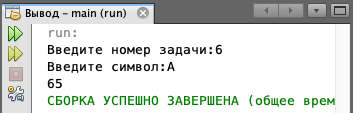 Вывод – main (run)
run:
Введите номер задачи:6
Введите символ:A
65
СБОРКА УСПЕШНО ЗАВЕРШЕНА (общее врем